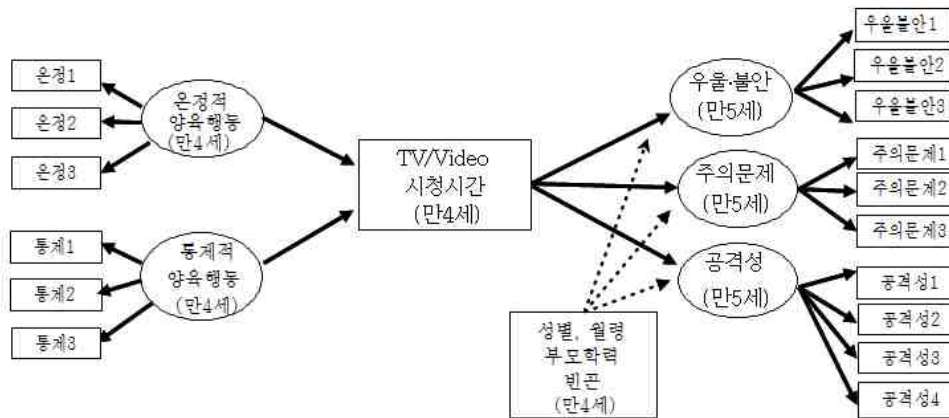 온정1
온정2
온정3
온정적
양육행동
(만4세)
통제1
통제2
통제3
통제적
양육행동
(만4세)
TV/Video
시청시간
(만4세)
성별, 월령
부모학력
빈곤
(만4세)
우울·불안
(만5세)
주의문제
(만5세)
공격성
(만5세)
우울불안1
우울불안2
우울불안3
주의문제1
주의문제2
주의문제3
공격성1
공격성2
공격성3
공격성4